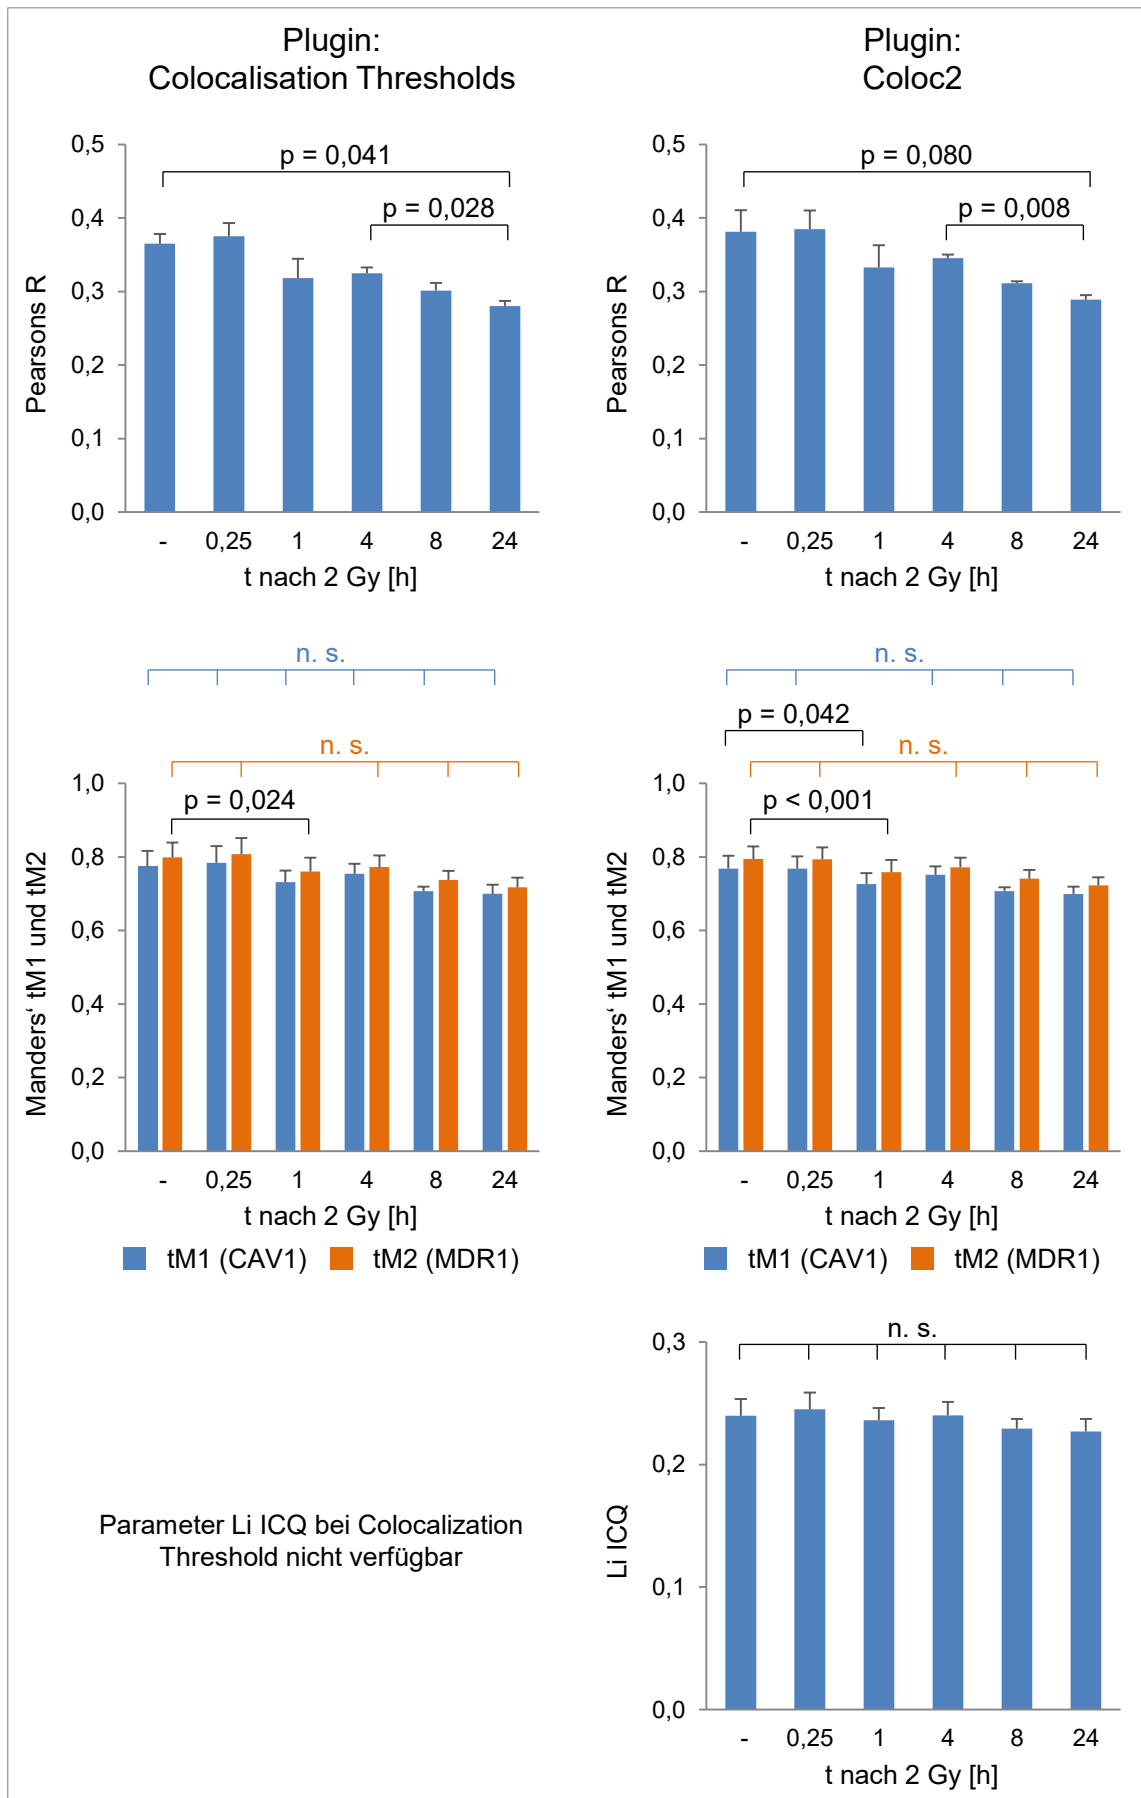 Plugin:
Colocalisation Thresholds
Plugin:
Coloc2
0,5
0,4
0,3
0,2
0,1
0,0
Pearsons R
p = 0,041
p = 0,028
- 0,25 1 4 8 24
t nach 2 Gy [h]
0,5
0,4
0,3
0,2
0,1
0,0
Pearsons R
p = 0,080
p = 0,008
- 0,25 1 4 8 24
t nach 2 Gy [h]
n. s.
n. s.
p = 0,024
1,0
0,8
0,6
0,4
0,2
0,0
Manders‘ tM1 und tM2
- 0,25 1 4 8 24
t nach 2 Gy [h]
tM1 (CAV1) tM2 (MDR1)
n. s.
p = 0,042
n. s.
p < 0,001
1,0
0,8
0,6
0,4
0,2
0,0
Manders‘ tM1 und tM2
- 0,25 1 4 8 24
t nach 2 Gy [h]
tM1 (CAV1) tM2 (MDR1)
Parameter Li ICQ bei Colocalization
Threshold nicht verfügbar
n. s.
0,3
0,2
0,1
0,0
Li ICQ
- 0,25 1 4 8 24
t nach 2 Gy [h]